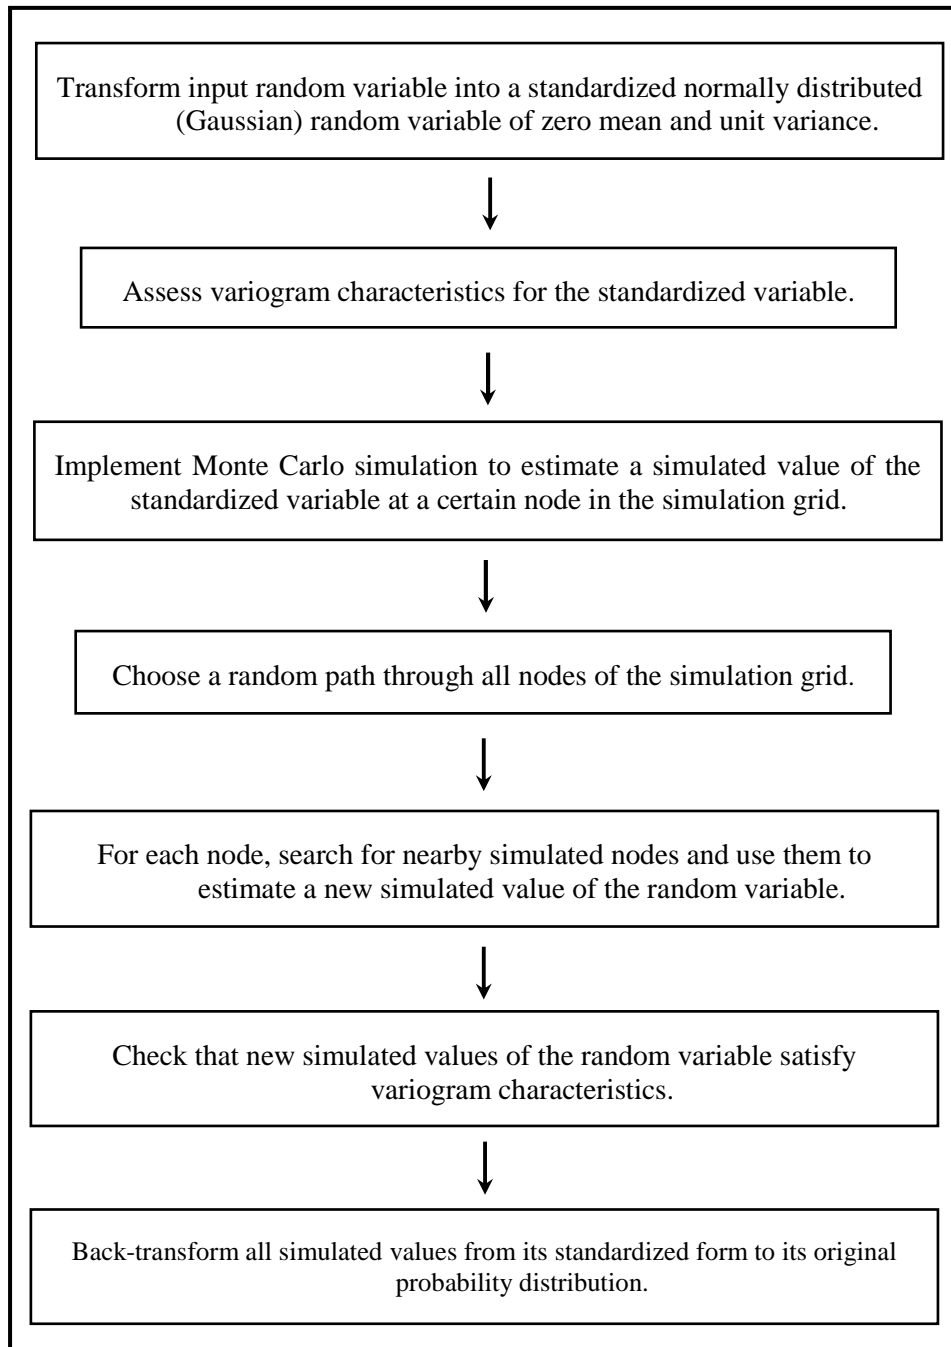 Transform input random variable into a standardized normally distributed
(Gaussian) random variable of zero mean and unit variance.
Assess variogram characteristics for the standardized variable.
Implement Monte Carlo simulation to estimate a simulated value of the
standardized variable at a certain node in the simulation grid.
Choose a random path through all nodes of the simulation grid.
For each node, search for nearby simulated nodes and use them to
estimate a new simulated value of the random variable.
Check that new simulated values of the random variable satisfy
variogram characteristics.
Back-transform all simulated values from its standardized form to its original
probability distribution.